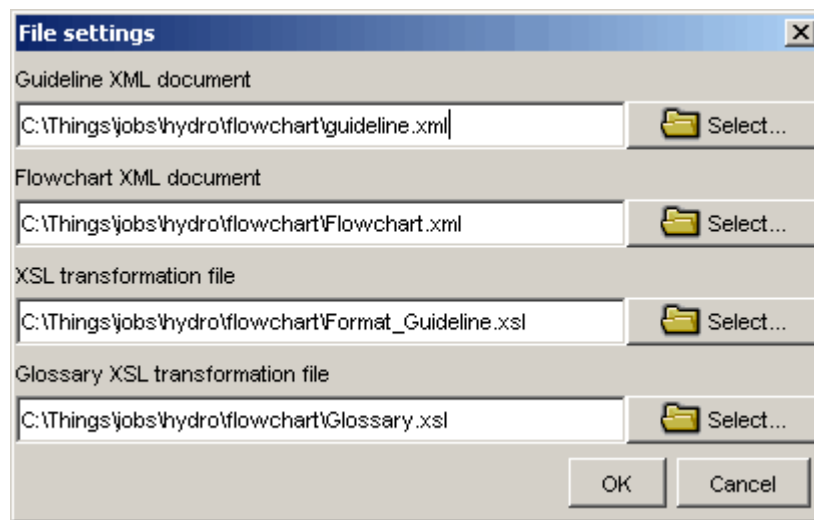 File settings
Guideline XML document
C:\Things\jobs\hydro\flowchart\guideline.xml Select...
Flowchart XML document
C:\Things\jobs\hydro\flowchart\Flowchart.xml Select...
XSL transformation file
C:\Things\jobs\hydro\flowchart\Format_Guideline.xsl Select...
Glossary XSL transformation file
C:\Things\jobs\hydro\flowchart\Glossary.xsl Select...
OK Cancel